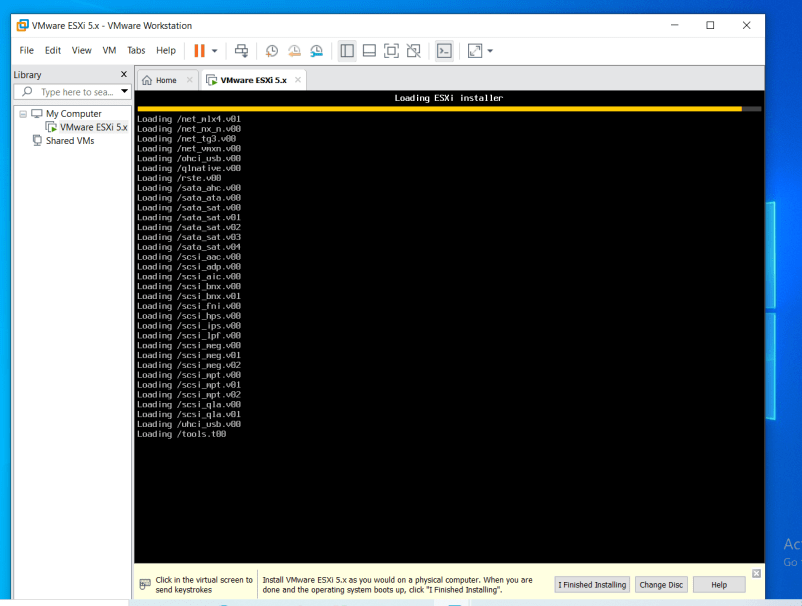 VMware ESXi 5.x - VMware Workstation
File Edit View VM Tabs Help
Library X
Type here to sea...
My Computer
VMware ESXi 5.x
Shared VMs
Home VMware ESXi 5.x
Loading ESXi installer
Loading /net_mlx4.v01
Loading /net_nx_n.v00
Loading /net_tg3.v00
Loading /net_vmxn.v00
Loading /ohci_usb.v00
Loading /qlnative.v00
Loading /rste.v00
Loading /sata_ahc.v00
Loading /sata_ata.v00
Loading /sata_sat.v00
Loading /sata_sat.v01
Loading /sata_sat.v02
Loading /sata_sat.v03
Loading /sata_sat.v04
Loading /scsi_aac.v00
Loading /scsi_adp.v00
Loading /scsi_aic.v00
Loading /scsi_bnx.v00
Loading /scsi_bnx.v01
Loading /scsi_fni.v00
Loading /scsi_hps.v00
Loading /scsi_ips.v00
Loading /scsi_lpf.v00
Loading /scsi_meg.v00
Loading /scsi_meg.v01
Loading /scsi_meg.v02
Loading /scsi_mpt.v00
Loading /scsi_mpt.v01
Loading /scsi_mpt.v02
Loading /scsi_qla.v00
Loading /scsi_qla.v01
Loading /uhci_usb.v00
Loading /tools.t00
Click in the virtual screen to
send keystrokes
Install VMware ESXi 5.x as you would on a physical computer. When you are
done and the operating system boots up, click "I Finished Installing".
I Finished Installing Change Disc Help
Ac
Go